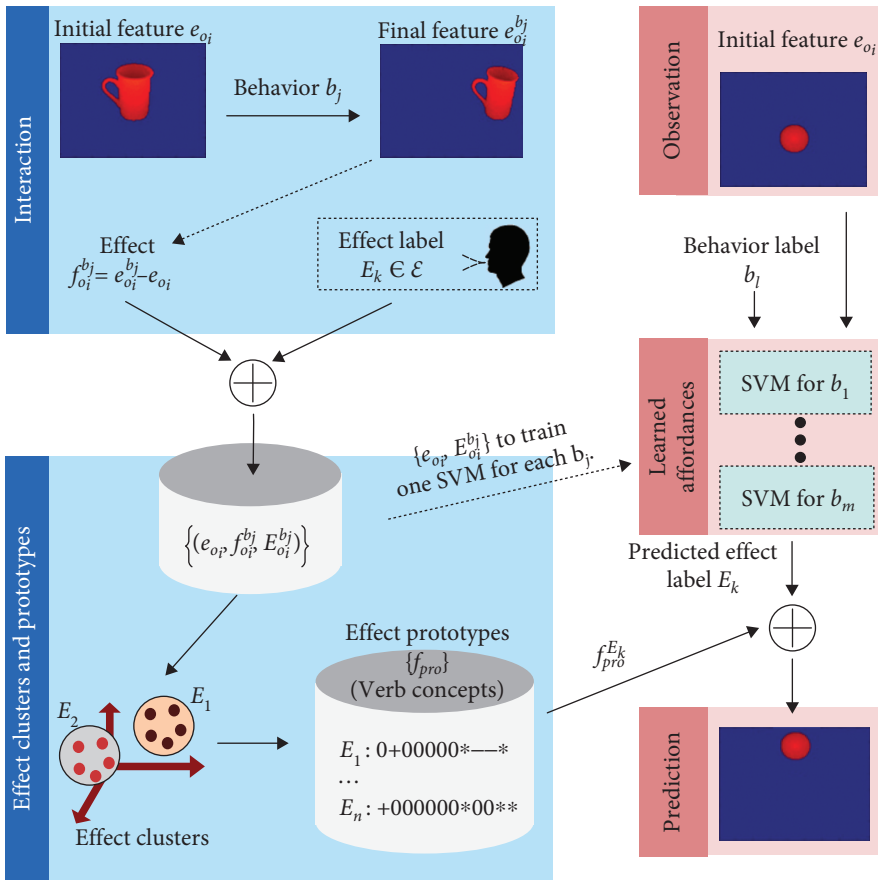 Interaction
Initial feature e_{o_i}
Final feature e_{o_i}^{b_j}
Behavior b_j
Effect
f_{o_i}^{b_j}= e_{o_i}^{b_j}–e_{o_i}
Effect label
E_k ∈ ℰ
Effect clusters and prototypes
{(e_{o_i}, f_{o_i}^{b_j}, E_{o_i}^{b_j})}
{e_{o_i}, E_{o_i}^{b_j}} to train
one SVM for each b_j.
E_2
E_1
Effect clusters
Effect prototypes
{f_{pro}}
(Verb concepts)
E_1: 0+00000*––*
...
E_n: +000000*00**
f_{pro}^{E_k}
Observation
Initial feature e_{o_i}
Behavior label
b_l
Learned
affordances
SVM for b_1
SVM for b_m
Predicted effect
label E_k
Prediction